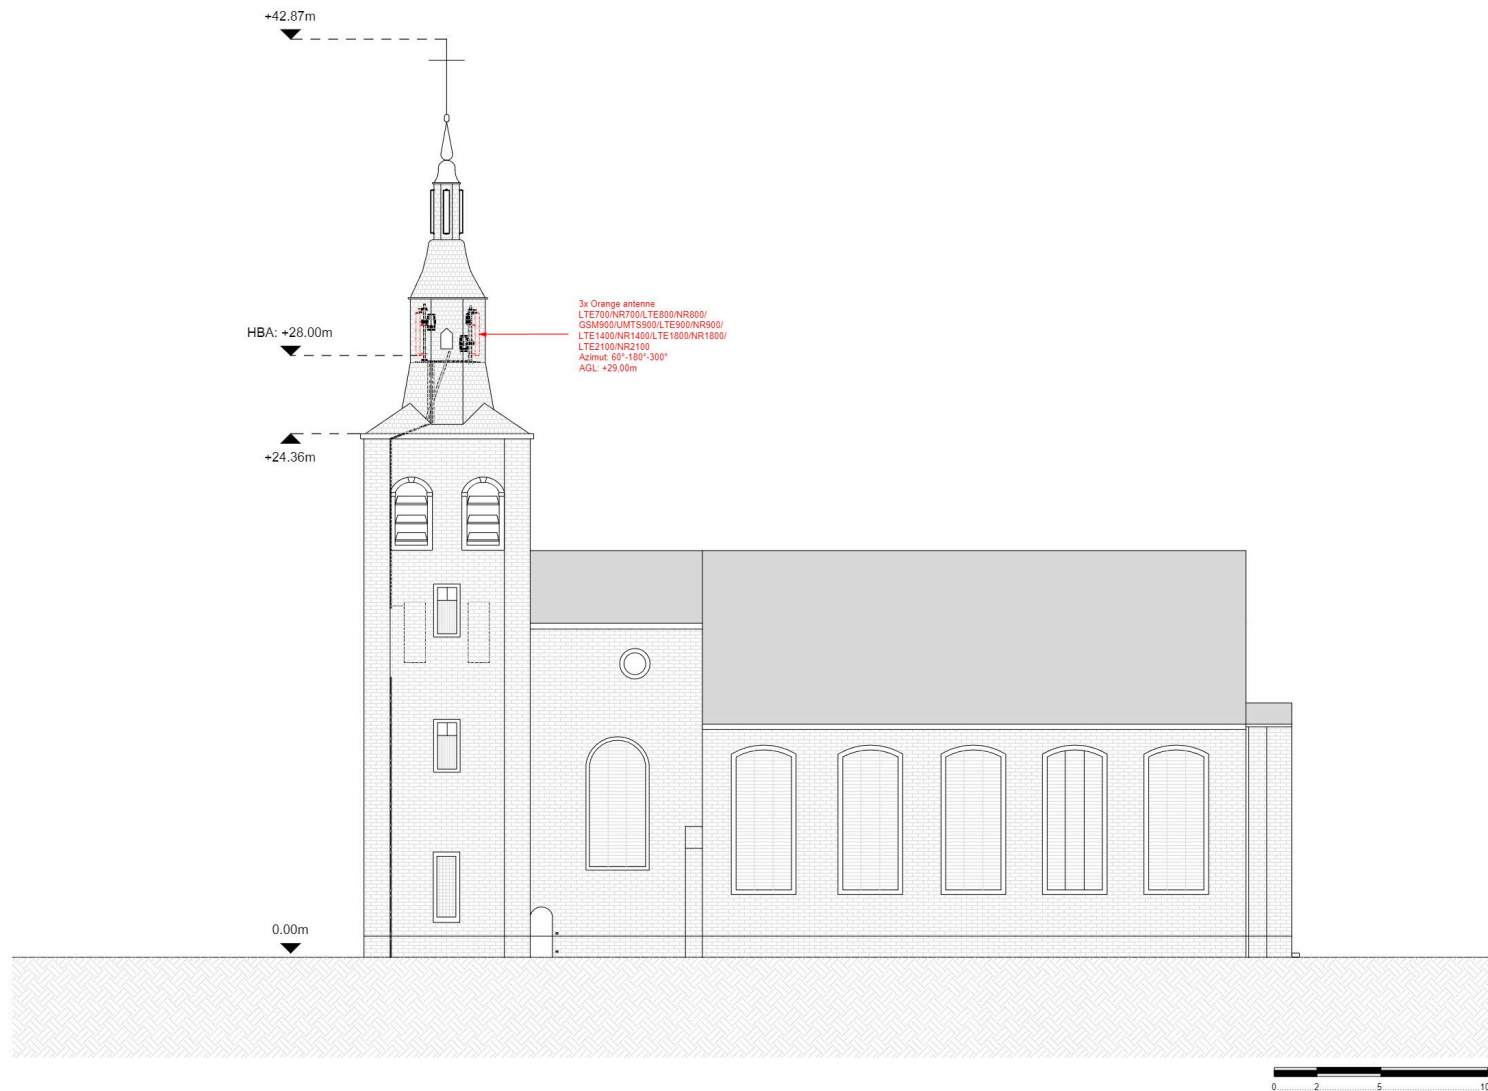 +42.87m
3x Orange antenne
LTE700/NR700/LTE800/NR800/
GSM900/UMTS900/LTE900/NR900/
LTE1400/NR1400/LTE1800/NR1800/
LTE2100/NR2100
Azimut: 60°-180°-300°
AGL: +29,00m
HBA: +28.00m
+24.36m
0.00m
0 2 5 10